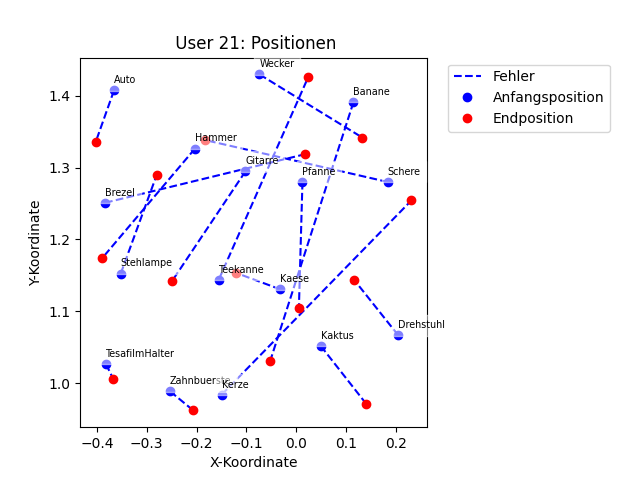 User 21: Positionen
Wecker
Auto
Banane
Hammer
Gitarre
Pfanne
Schere
Brezel
Stehlampe
Teekanne
Kaese
Drehstuhl
Kaktus
TesafilmHalter
Zahnbuerste
Kerze
Fehler
Anfangsposition
Endposition
1.4
1.3
1.2
1.1
1.0
Y-Koordinate
−0.4 −0.3 −0.2 −0.1 0.0 0.1 0.2
X-Koordinate